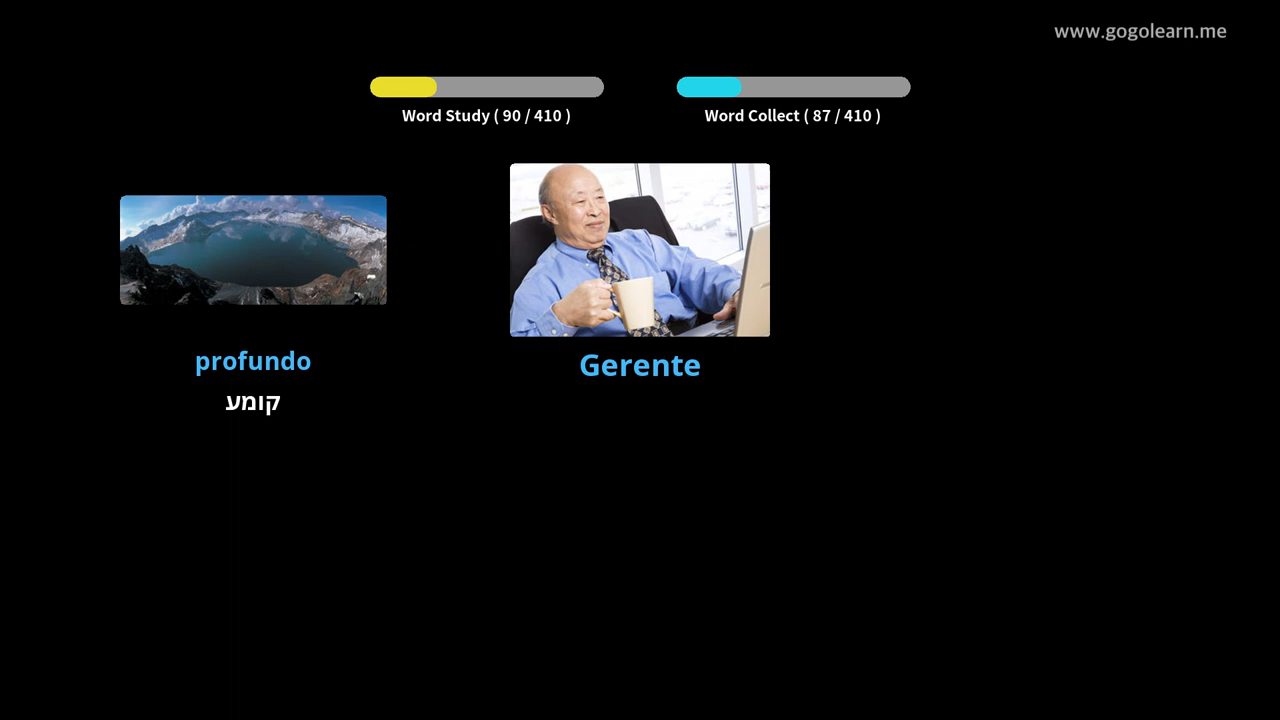 www.gogolearn.me
Word Study ( 90 / 410 )
Word Collect ( 87 / 410 )
profundo
קומע
Gerente